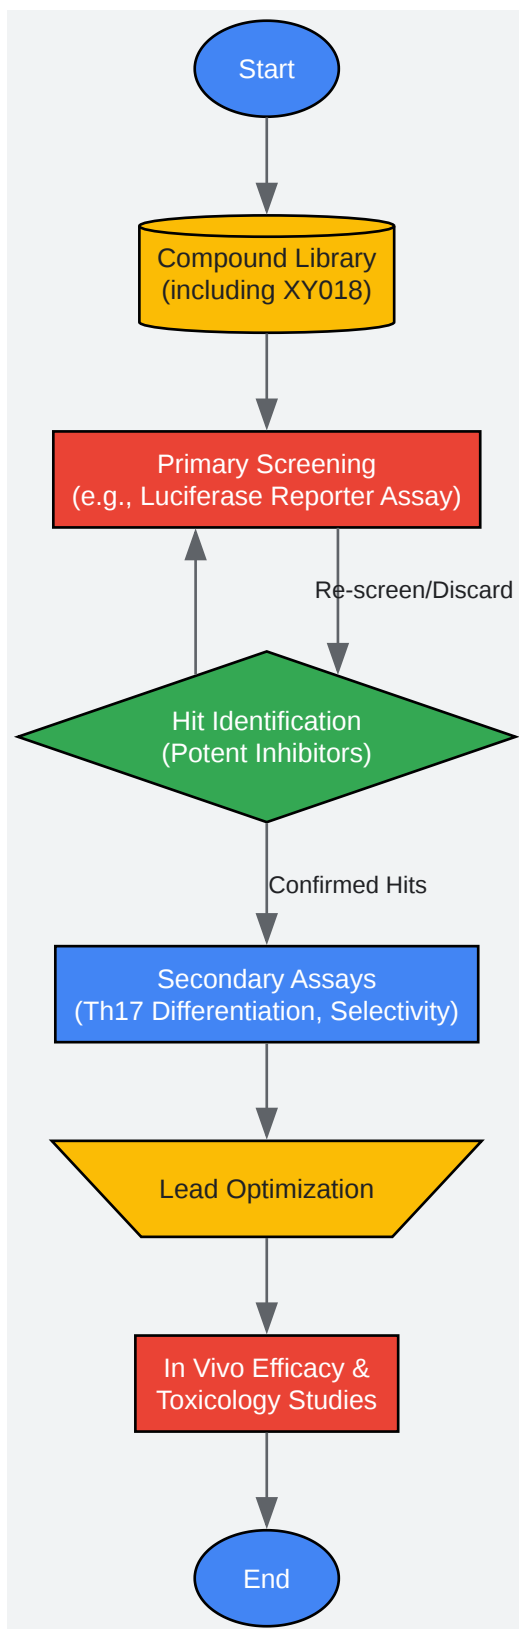 Start
Compound Library
(including XY018)
Primary Screening
(e.g., Luciferase Reporter Assay)
Re-screen/Discard
Hit Identification
(Potent Inhibitors)
Confirmed Hits
Secondary Assays
(Th17 Differentiation, Selectivity)
Lead Optimization
In Vivo Efficacy &
Toxicology Studies
End